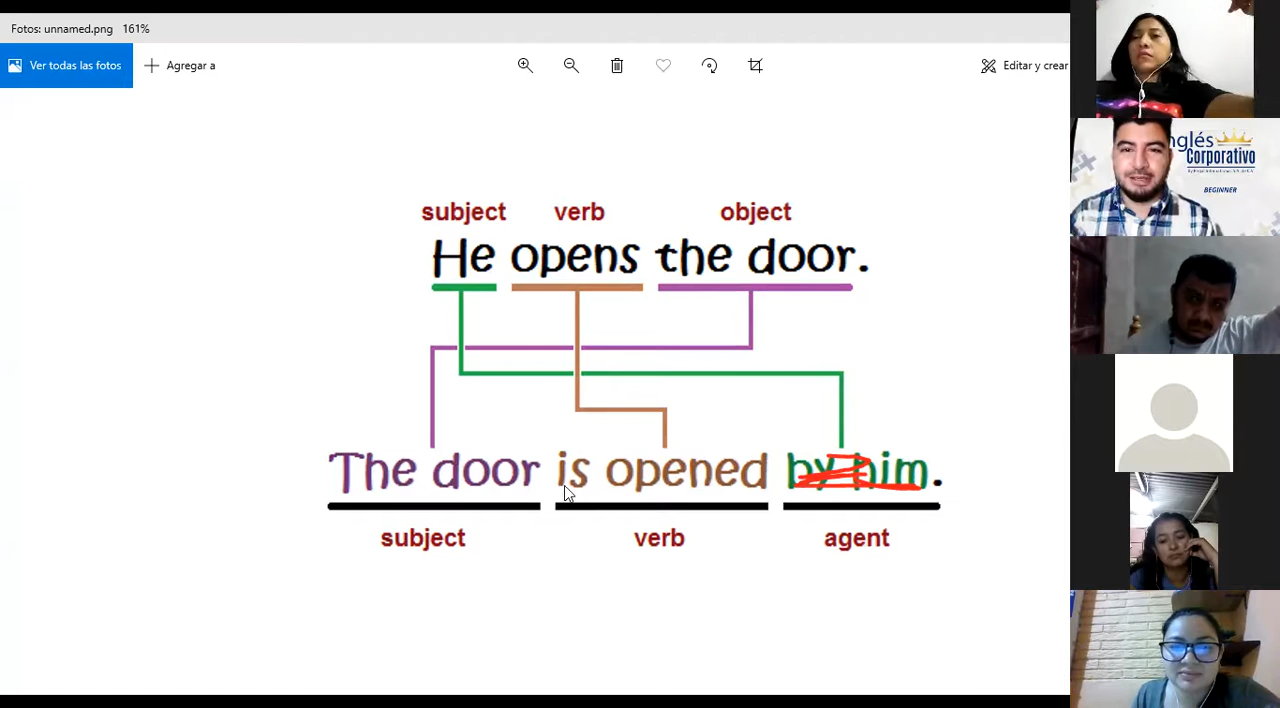 Fotos: unnamed.png 161%
Ver todas las fotos
Agregar a
Editar y crear
subject verb object
He opens the door.
The door is opened by him.
subject verb agent
Inglés
Corporativo
BEGINNER